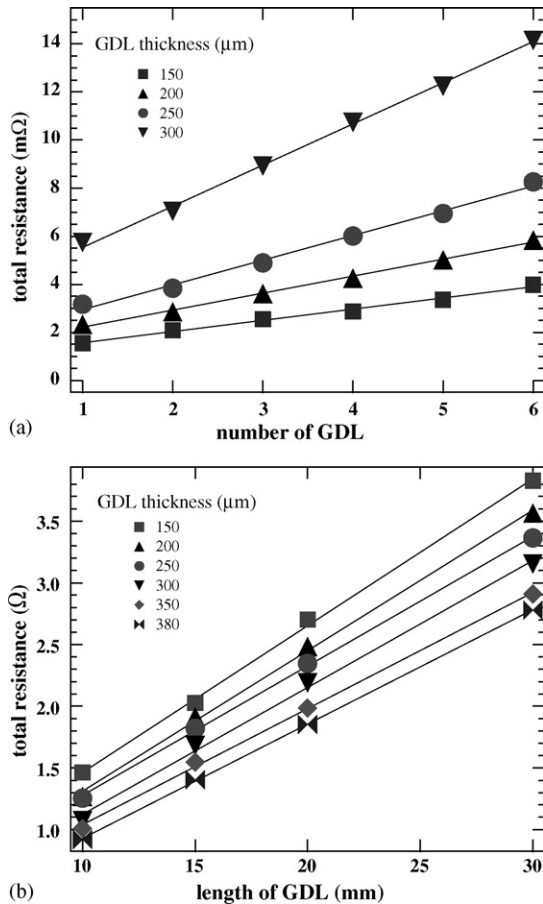 GDL thickness (μm)
150
200
250
300
14
12
10
8
6
4
2
0
total resistance (mΩ)
1 2 3 4 5 6
number of GDL
(a)
GDL thickness (μm)
150
200
250
300
350
380
3.5
3.0
2.5
2.0
1.5
1.0
total resistance (Ω)
10 15 20 25 30
length of GDL (mm)
(b)